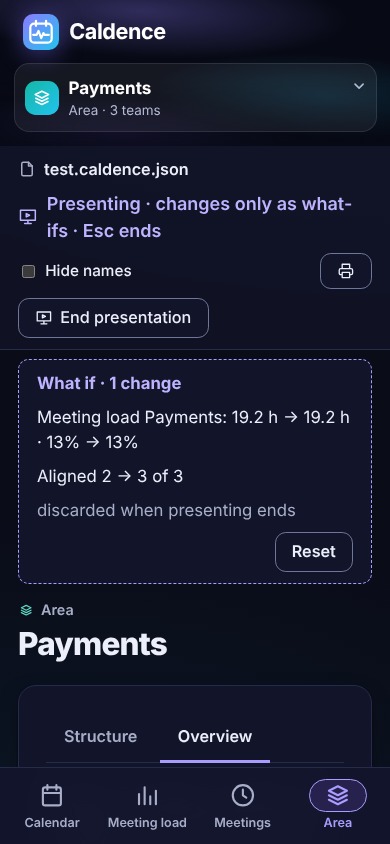 Caldence
Payments
Area · 3 teams
test.caldence.json
Presenting · changes only as what-
ifs · Esc ends
Hide names
End presentation
What if · 1 change
Meeting load Payments: 19.2 h → 19.2 h
· 13% → 13%
Aligned 2 → 3 of 3
discarded when presenting ends
Reset
Area
Payments
Structure Overview
Calendar Meeting load Meetings Area